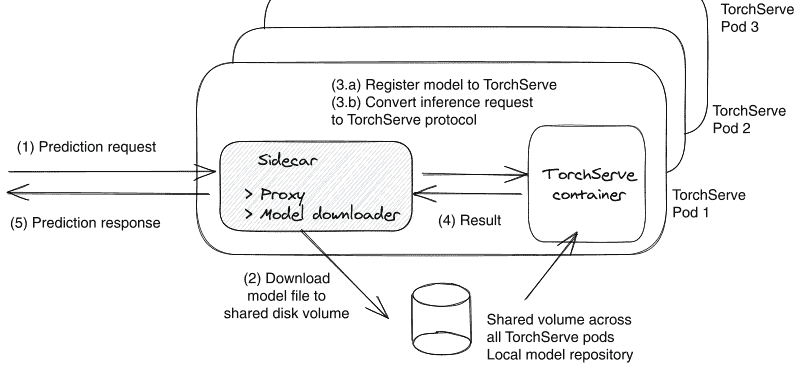 TorchServe
Pod 3
(3.a) Register model to TorchServe
(3.b) Convert inference request
to TorchServe protocol
TorchServe
Pod 2
(1) Prediction request
Sidecar
> Proxy
> Model downloader
TorchServe
container
TorchServe
Pod 1
(5) Prediction response
(4) Result
(2) Download
model file to
shared disk volume
Shared volume across
all TorchServe pods
Local model repository